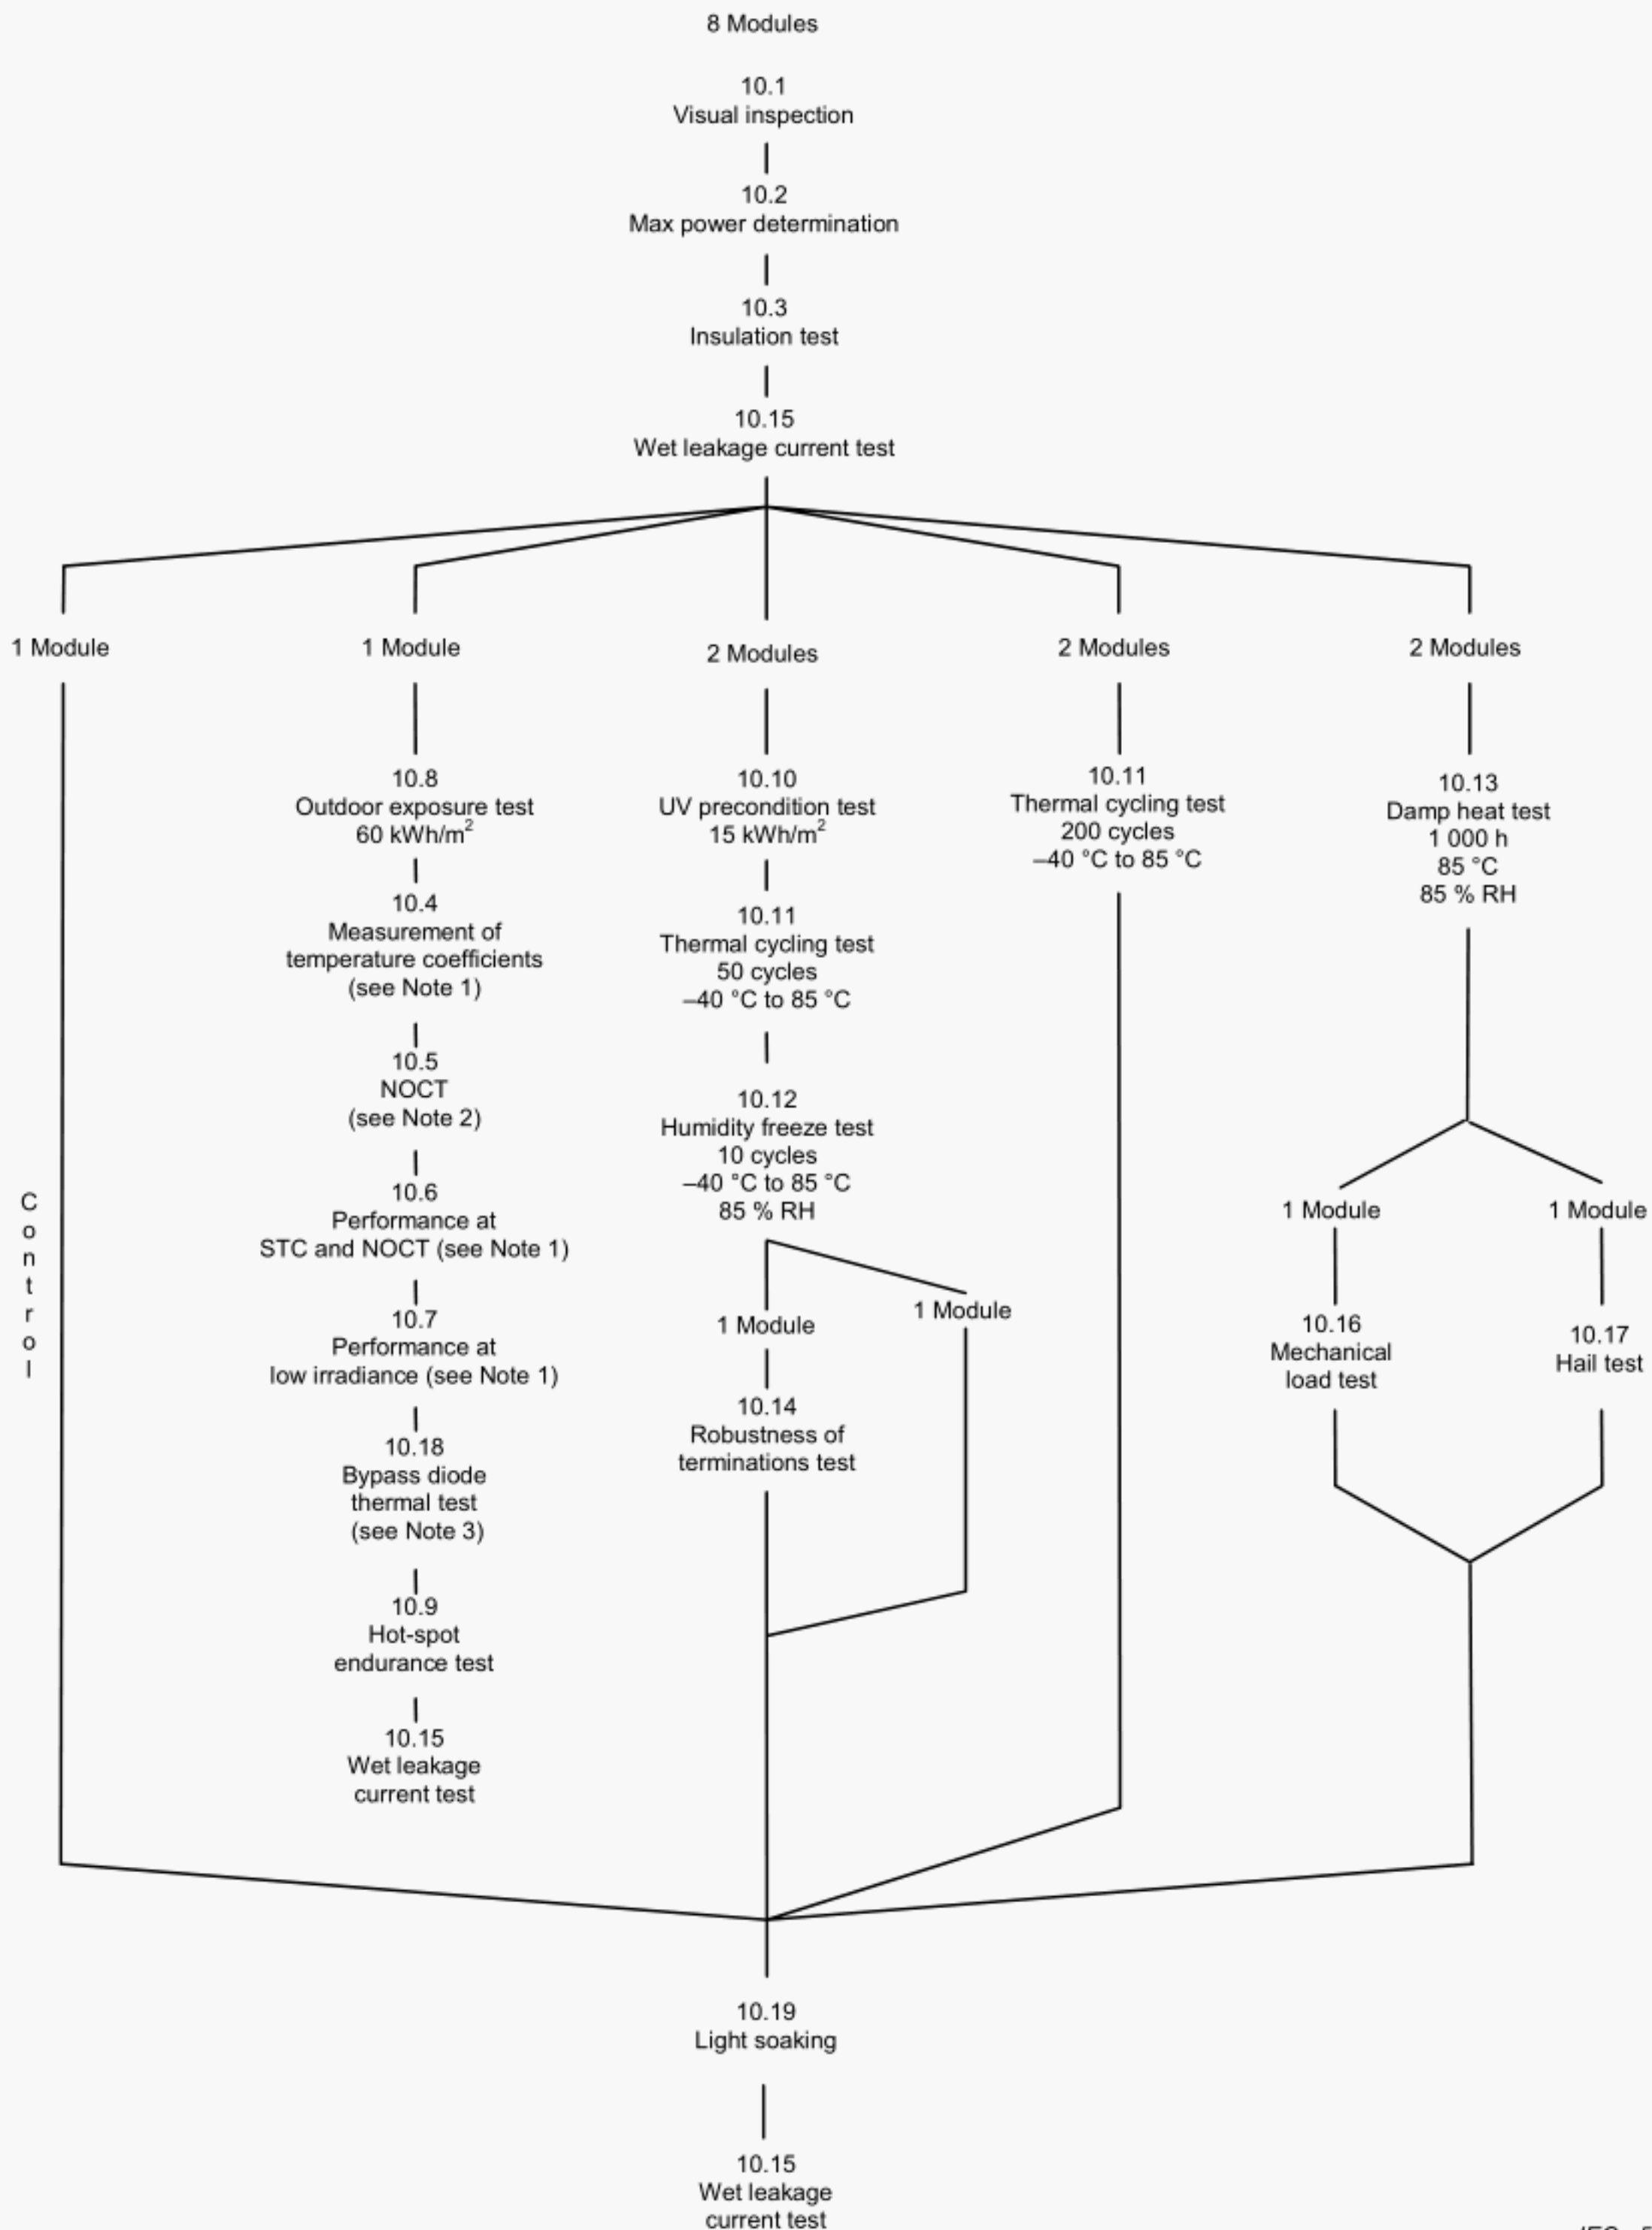 8 Modules
10.1
Visual inspection
10.2
Max power determination
10.3
Insulation test
10.15
Wet leakage current test
1 Module
1 Module
2 Modules
2 Modules
2 Modules
Control
10.8
Outdoor exposure test
60 kWh/m²
10.4
Measurement of
temperature coefficients
(see Note 1)
10.5
NOCT
(see Note 2)
10.6
Performance at
STC and NOCT (see Note 1)
10.7
Performance at
low irradiance (see Note 1)
10.18
Bypass diode
thermal test
(see Note 3)
10.9
Hot-spot
endurance test
10.15
Wet leakage
current test
10.10
UV precondition test
15 kWh/m²
10.11
Thermal cycling test
50 cycles
–40 °C to 85 °C
10.12
Humidity freeze test
10 cycles
–40 °C to 85 °C
85 % RH
1 Module
1 Module
10.14
Robustness of
terminations test
10.11
Thermal cycling test
200 cycles
–40 °C to 85 °C
10.13
Damp heat test
1 000 h
85 °C
85 % RH
1 Module
1 Module
10.16
Mechanical
load test
10.17
Hail test
10.19
Light soaking
10.15
Wet leakage
current test